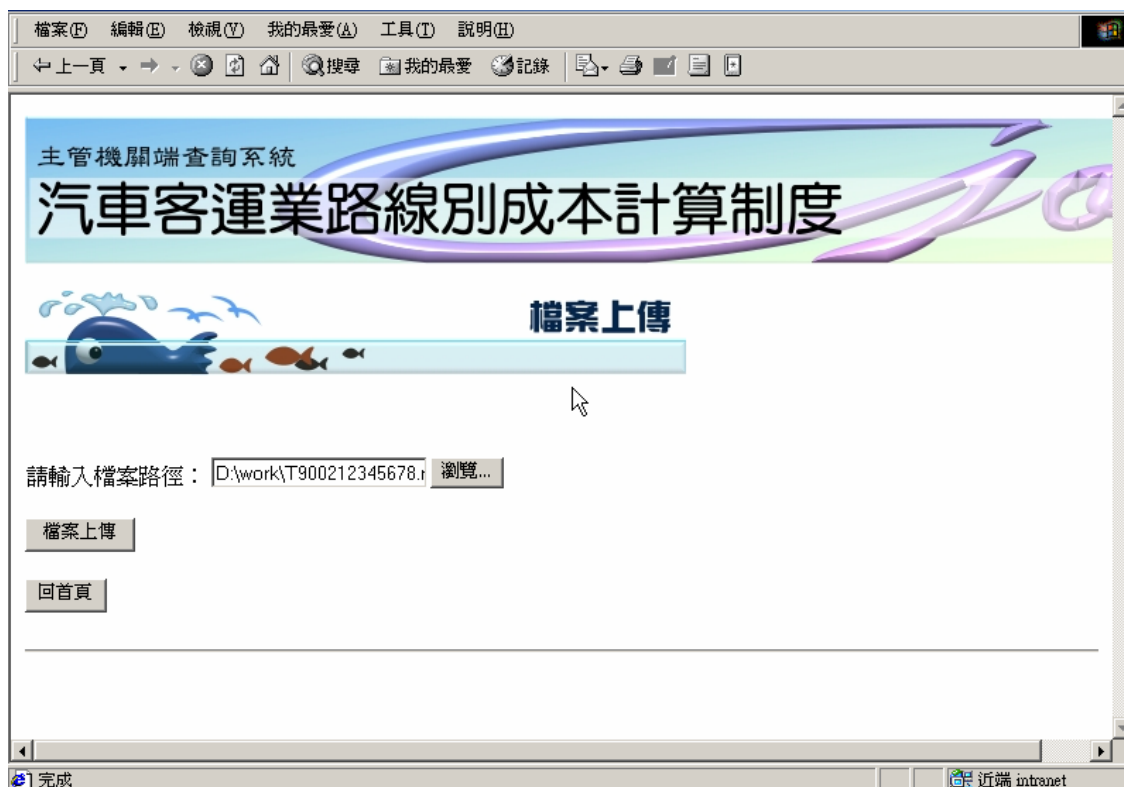 檔案(F) 編輯(E) 檢視(V) 我的最愛(A) 工具(T) 說明(H)
上一頁 搜尋 我的最愛 記錄
主管機關端查詢系統
汽車客運業路線別成本計算制度
檔案上傳
請輸入檔案路徑： D:\work\T900212345678.r 瀏覽...
檔案上傳
回首頁
完成 近端 intranet